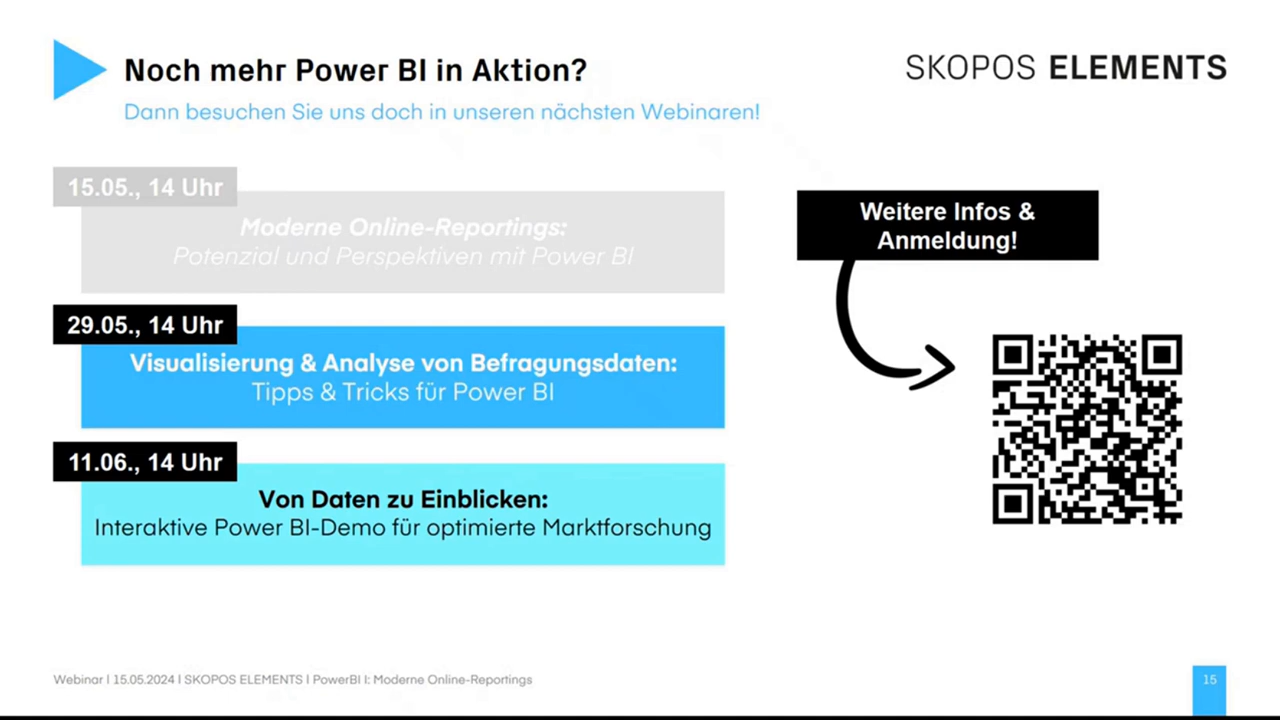 Noch mehr Power BI in Aktion?
SKOPOS ELEMENTS
Dann besuchen Sie uns doch in unseren nächsten Webinaren!
15.05., 14 Uhr
Moderne Online-Reportings:
Potenzial und Perspektiven mit Power BI
29.05., 14 Uhr
Visualisierung & Analyse von Befragungsdaten:
Tipps & Tricks für Power BI
11.06., 14 Uhr
Von Daten zu Einblicken:
Interaktive Power BI-Demo für optimierte Marktforschung
Weitere Infos &
Anmeldung!
Webinar I 15.05.2024 I SKOPOS ELEMENTS I PowerBI I: Moderne Online-Reportings
15